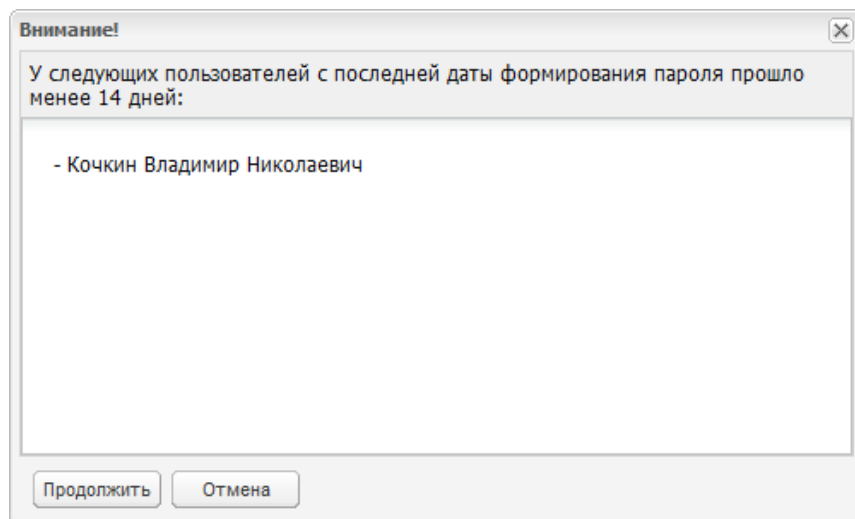 Внимание!
У следующих пользователей с последней даты формирования пароля прошло
менее 14 дней:
- Кочкин Владимир Николаевич
Продолжить Отмена